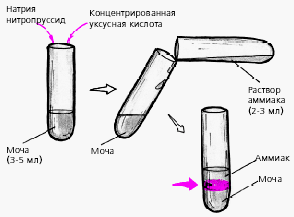 Натрия
нитропруссид
Концентрированная
уксусная кислота
Моча
(3-5 мл)
Моча
Раствор
аммиака
(2-3 мл)
Аммиак
Моча